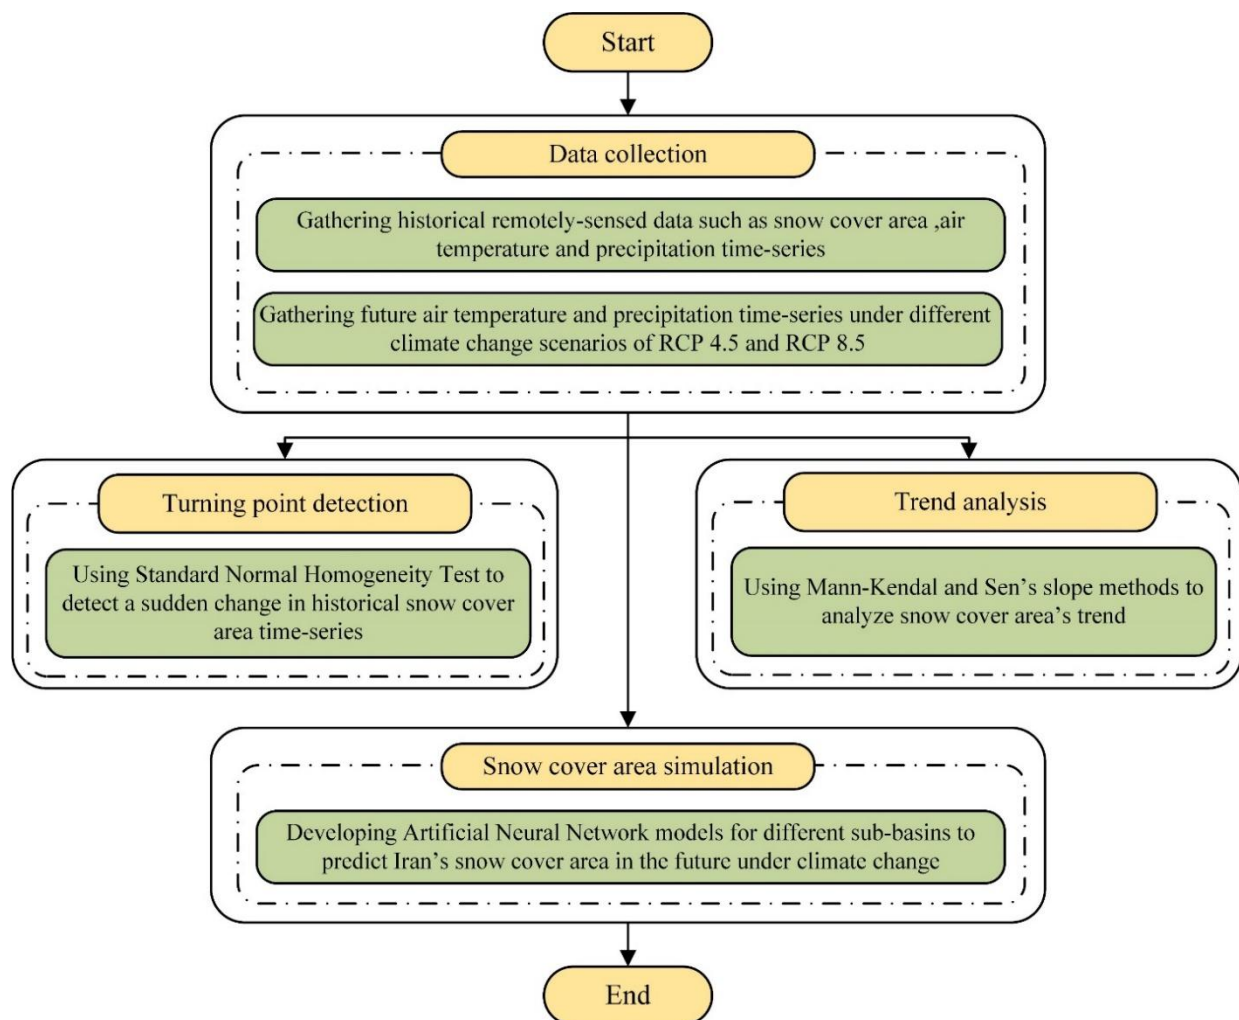 Start
Data collection
Gathering historical remotely-sensed data such as snow cover area ,air
temperature and precipitation time-series
Gathering future air temperature and precipitation time-series under different
climate change scenarios of RCP 4.5 and RCP 8.5
Turning point detection
Using Standard Normal Homogeneity Test to
detect a sudden change in historical snow cover
area time-series
Trend analysis
Using Mann-Kendal and Sen’s slope methods to
analyze snow cover area’s trend
Snow cover area simulation
Developing Artificial Neural Network models for different sub-basins to
predict Iran’s snow cover area in the future under climate change
End